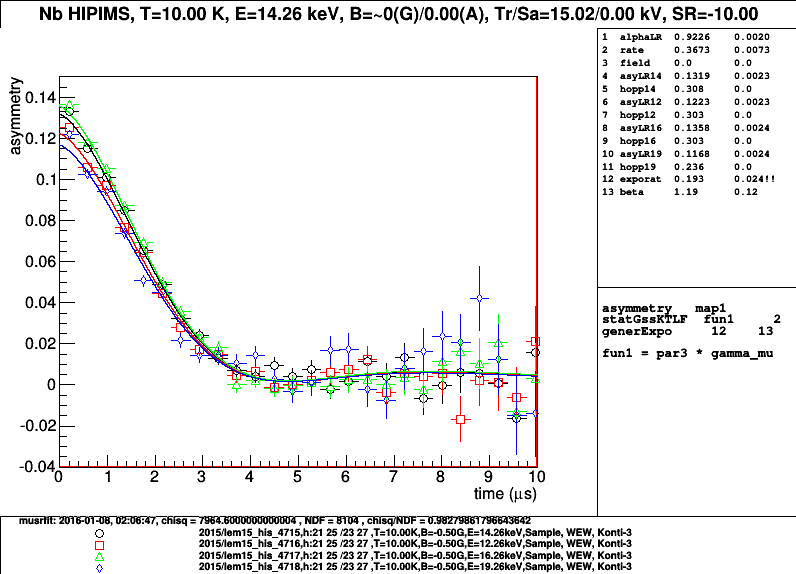 Nb HIPIMS, T=10.00 K, E=14.26 keV, B=~0(G)/0.00(A), Tr/Sa=15.02/0.00 kV, SR=-10.00
asymmetry
0.14
0.12
0.1
0.08
0.06
0.04
0.02
0
-0.02
-0.04
0 1 2 3 4 5 6 7 8 9 10
time (μs)
1 alphaLR 0.9226 0.0020
2 rate 0.3673 0.0073
3 field 0.0 0.0
4 asyLR14 0.1319 0.0023
5 hopp14 0.308 0.0
6 asyLR12 0.1223 0.0023
7 hopp12 0.303 0.0
8 asyLR16 0.1358 0.0024
9 hopp16 0.303 0.0
10 asyLR19 0.1168 0.0024
11 hopp19 0.236 0.0
12 exporat 0.193 0.024!!
13 beta 1.19 0.12
asymmetry map1
statGssKTLF fun1 2
generExpo 12 13
fun1 = par3 * gamma_mu
musrfit: 2016-01-08, 02:06:47, chisq = 7964.6000000000004 , NDF = 8104 , chisq/NDF = 0.98279861796643642
2015/lem15_his_4715,h:21 25 /23 27 ,T=10.00K,B=-0.50G,E=14.26keV,Sample, WEW, Konti-3
2015/lem15_his_4716,h:21 25 /23 27 ,T=10.00K,B=-0.50G,E=12.26keV,Sample, WEW, Konti-3
2015/lem15_his_4717,h:21 25 /23 27 ,T=10.00K,B=-0.50G,E=16.26keV,Sample, WEW, Konti-3
2015/lem15_his_4718,h:21 25 /23 27 ,T=10.00K,B=-0.50G,E=19.26keV,Sample, WEW, Konti-3